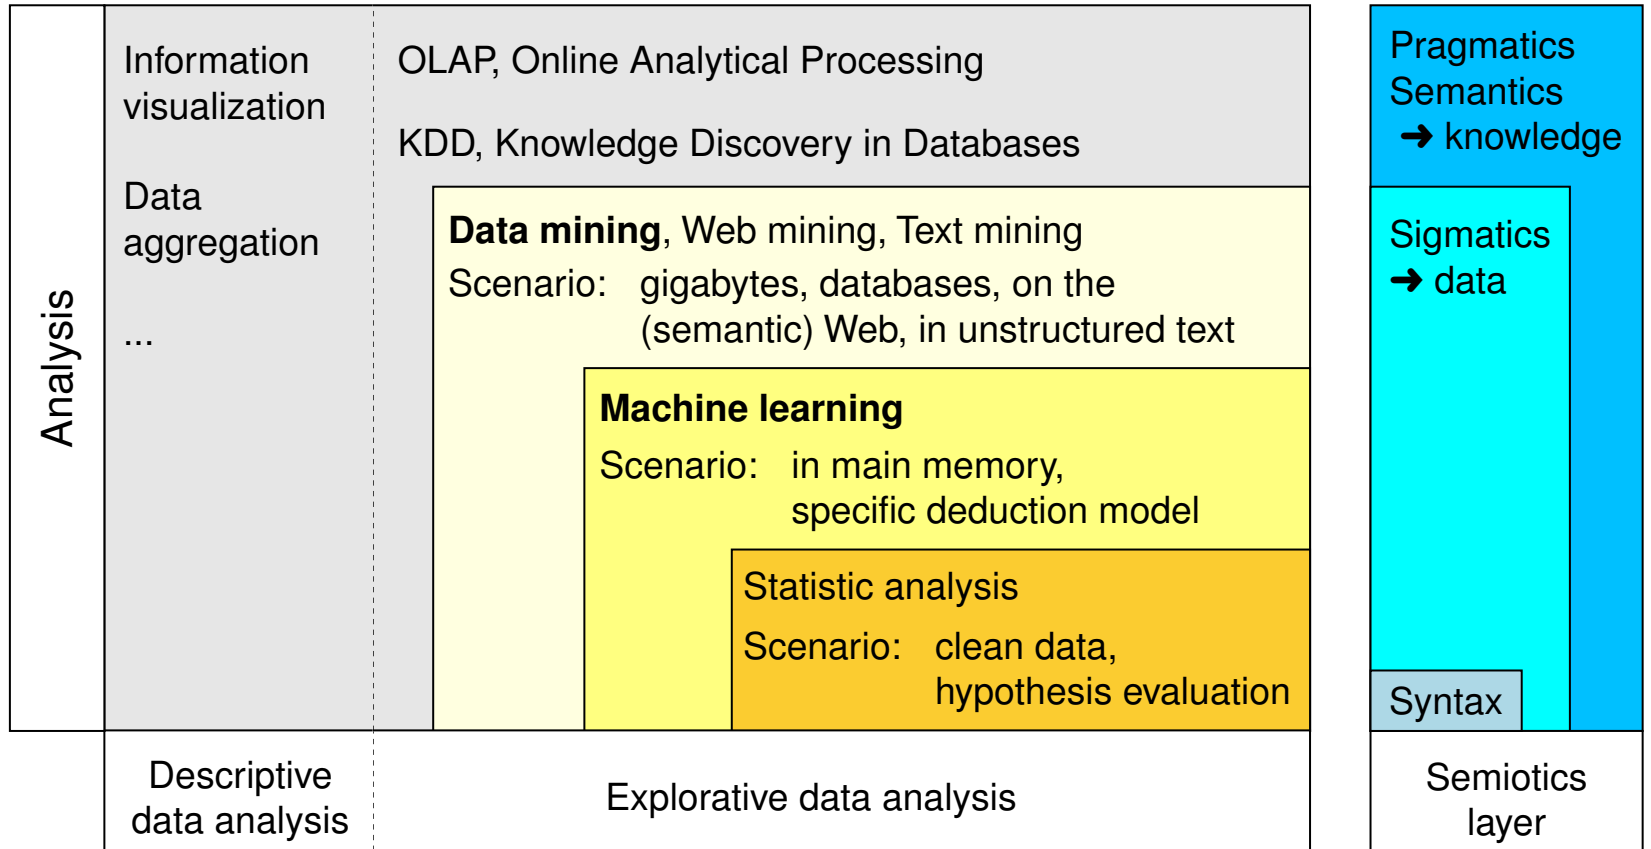 Analysis
Information
visualization
Data
aggregation
...
OLAP, Online Analytical Processing
KDD, Knowledge Discovery in Databases
Data mining, Web mining, Text mining
Scenario: gigabytes, databases, on the
(semantic) Web, in unstructured text
Machine learning
Scenario: in main memory,
specific deduction model
Statistic analysis
Scenario: clean data,
hypothesis evaluation
Descriptive
data analysis
Explorative data analysis
Pragmatics
Semantics
➜ knowledge
Sigmatics
➜ data
Syntax
Semiotics
layer